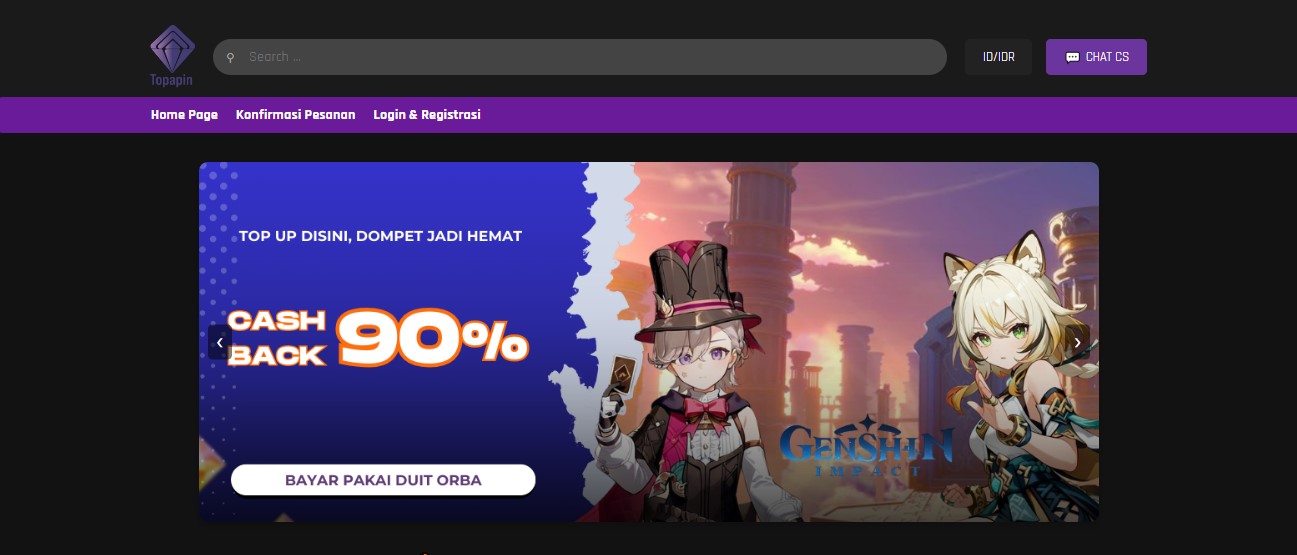 Topapin
Search ...
ID/IDR
CHAT CS
Home Page Konfirmasi Pesanan Login & Registrasi
TOP UP DISINI, DOMPET JADI HEMAT
CASH BACK 90%
BAYAR PAKAI DUIT ORBA
GENSHIN
IMPACT